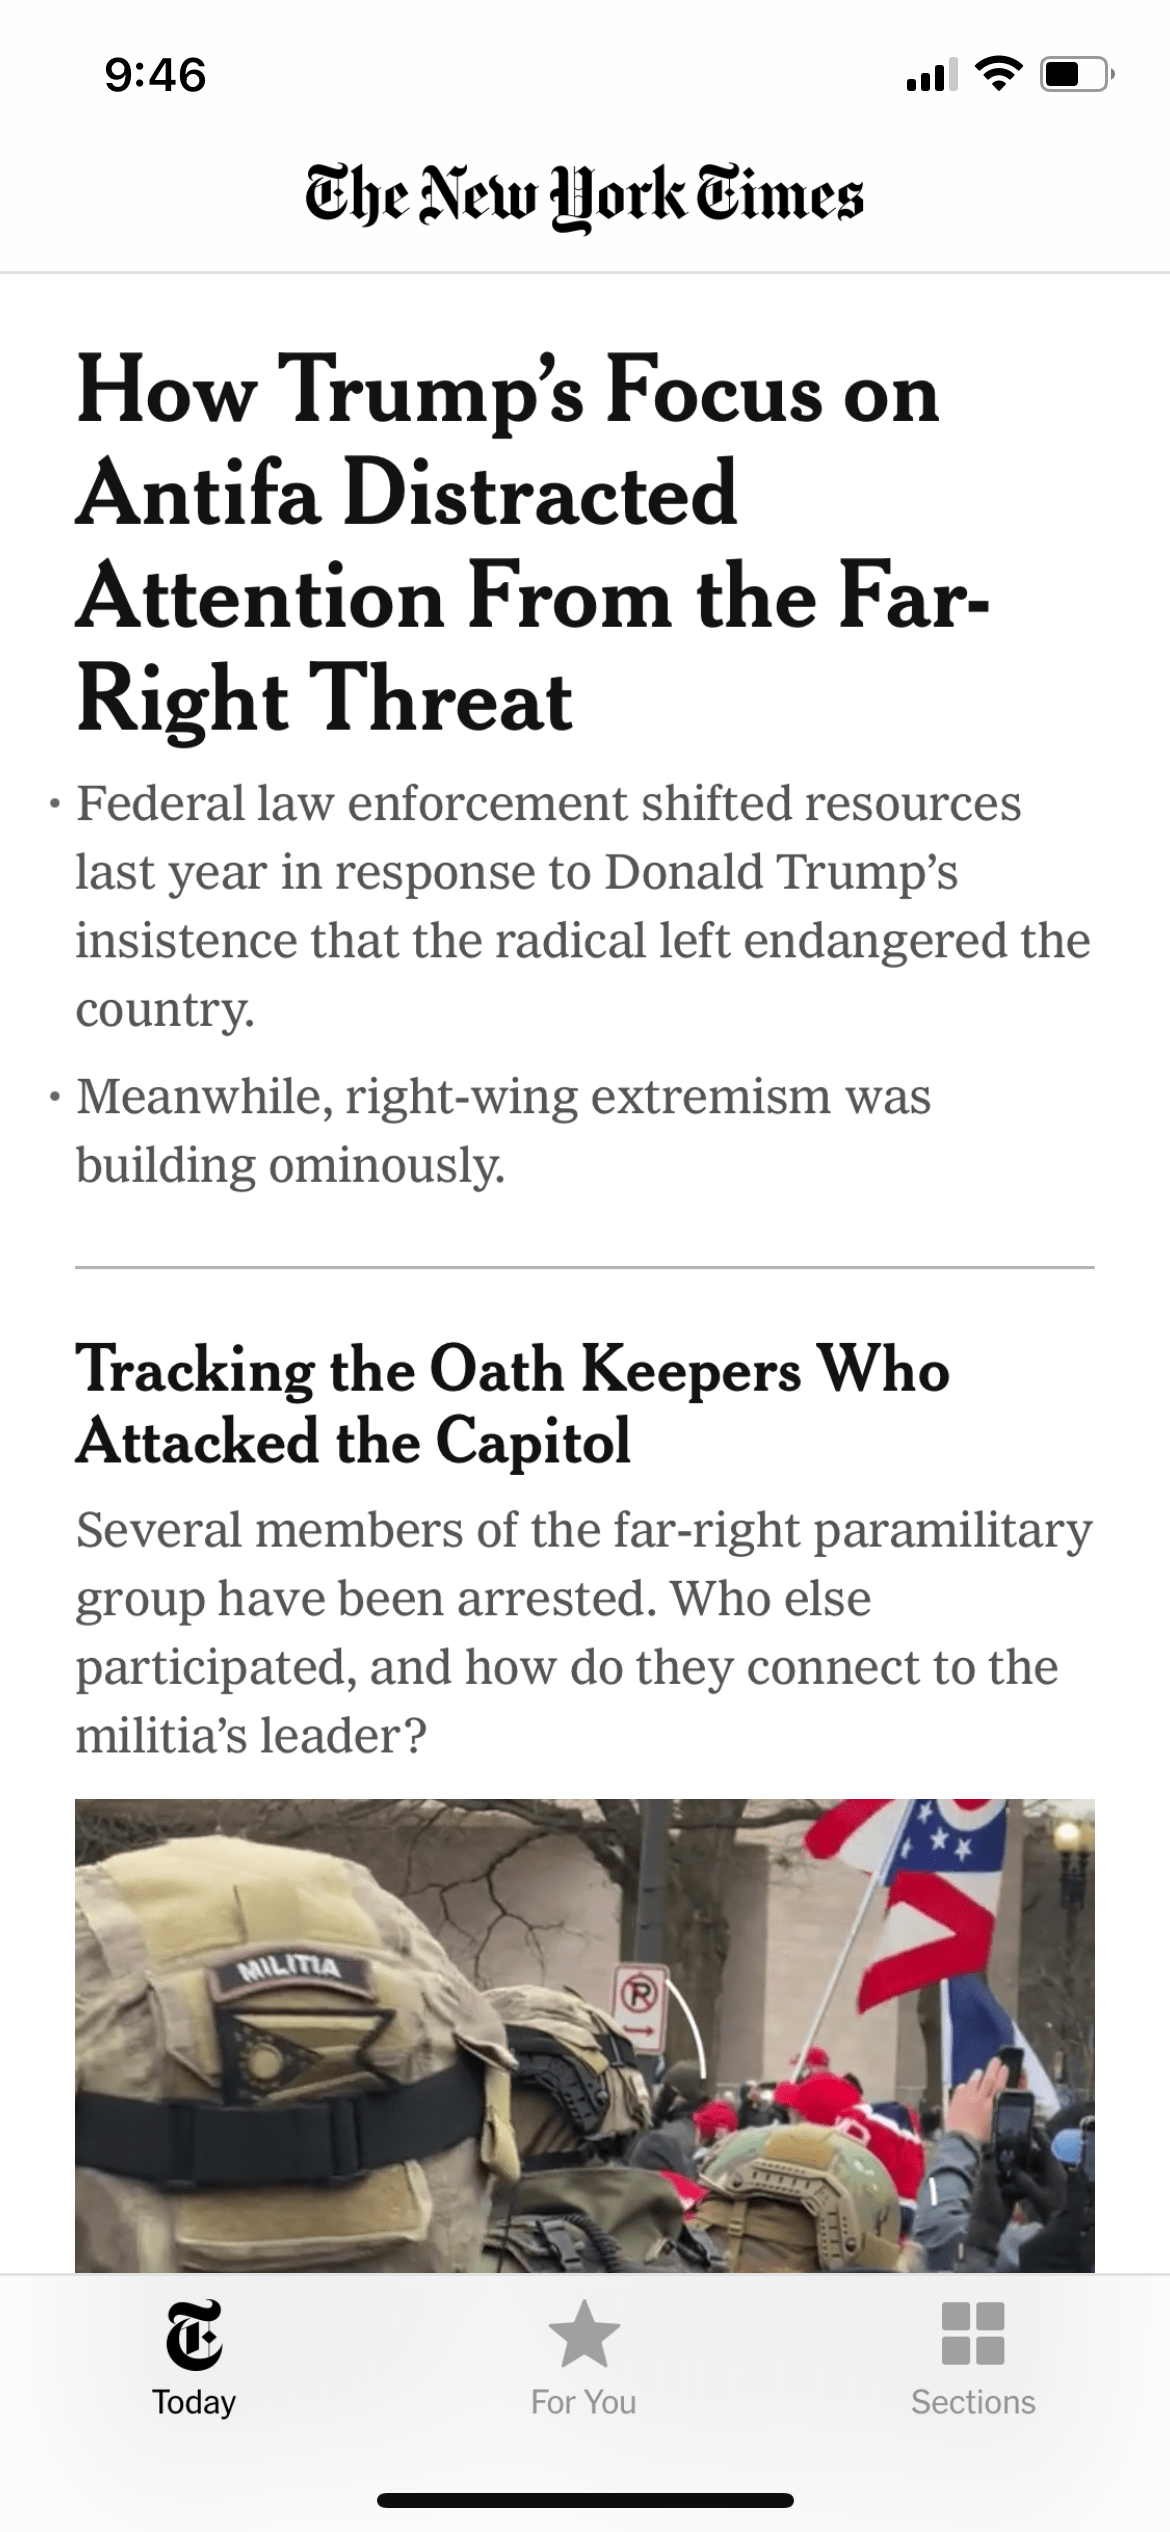 9:46
The New York Times
How Trump’s Focus on
Antifa Distracted
Attention From the Far-
Right Threat
• Federal law enforcement shifted resources
last year in response to Donald Trump’s
insistence that the radical left endangered the
country.
• Meanwhile, right-wing extremism was
building ominously.
Tracking the Oath Keepers Who
Attacked the Capitol
Several members of the far-right paramilitary
group have been arrested. Who else
participated, and how do they connect to the
militia’s leader?
MILITIA
P
T
Today
For You
Sections